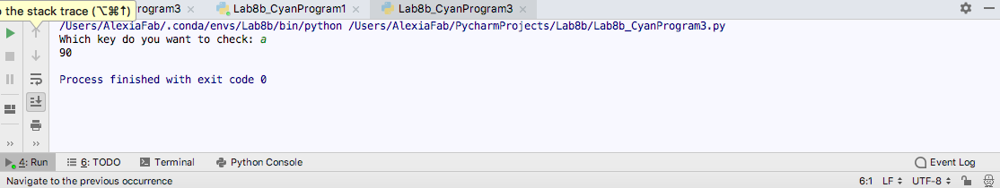 o the stack trace (⌥⌘↑) rogram3 × Lab8b_CyanProgram1 × Lab8b_CyanProgram3 ×
/Users/AlexiaFab/.conda/envs/Lab8b/bin/python /Users/AlexiaFab/PycharmProjects/Lab8b/Lab8b_CyanProgram3.py
Which key do you want to check: a
90
Process finished with exit code 0
>> >>
4: Run 6: TODO Terminal Python Console Event Log
Navigate to the previous occurrence 6:1 LF UTF-8